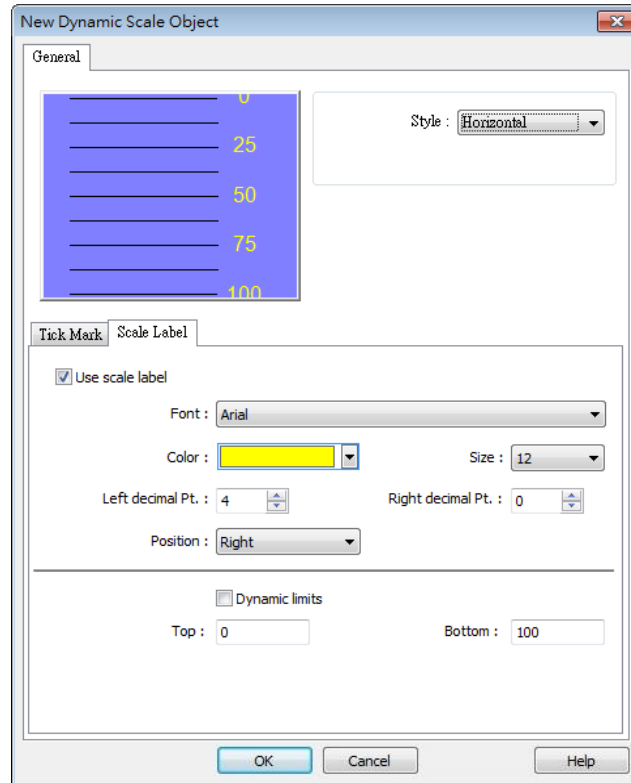 New Dynamic Scale Object
General
0
25
50
75
100
Style : Horizontal
Tick Mark Scale Label
Use scale label
Font : Arial
Color : Size : 12
Left decimal Pt. : 4 Right decimal Pt. : 0
Position : Right
Dynamic limits
Top : 0 Bottom : 100
OK Cancel Help